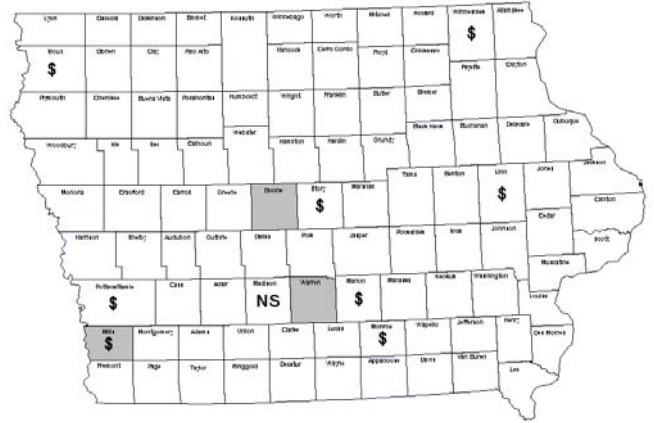 Lyon Osceola Dickinson Emmet Kossuth Winnebago Worth Mitchell Howard Winneshiek Allamakee
$
Sioux Obrien Clay Palo Alto Hancock Cerro Gordo Floyd Chickasaw
$
Fayette Clayton
Plymouth Cherokee Buena Vista Pocahontas Humboldt Wright Franklin Butler Bremer
Webster
Black Hawk Buchanan Delaware Dubuque
Woodbury Ida Sac Calhoun Hamilton Hardin Grundy
Jackson
Monona Crawford Carroll Greene Boone Story Marshall Tama Benton Linn Jones
$ $
Clinton
Cedar
Harrison Shelby Audubon Guthrie Dallas Polk Jasper Poweshiek Iowa Johnson
Scott
Muscatine
Pottawattamie Cass Adair Madison Warren Marion Mahaska Keokuk Washington
$ NS $
Louisa
Mills Montgomery Adams Union Clarke Lucas Monroe Wapello Jefferson Henry Des Moines
$ $
Fremont Page Taylor Ringgold Decatur Wayne Appanoose Davis Van Buren Lee